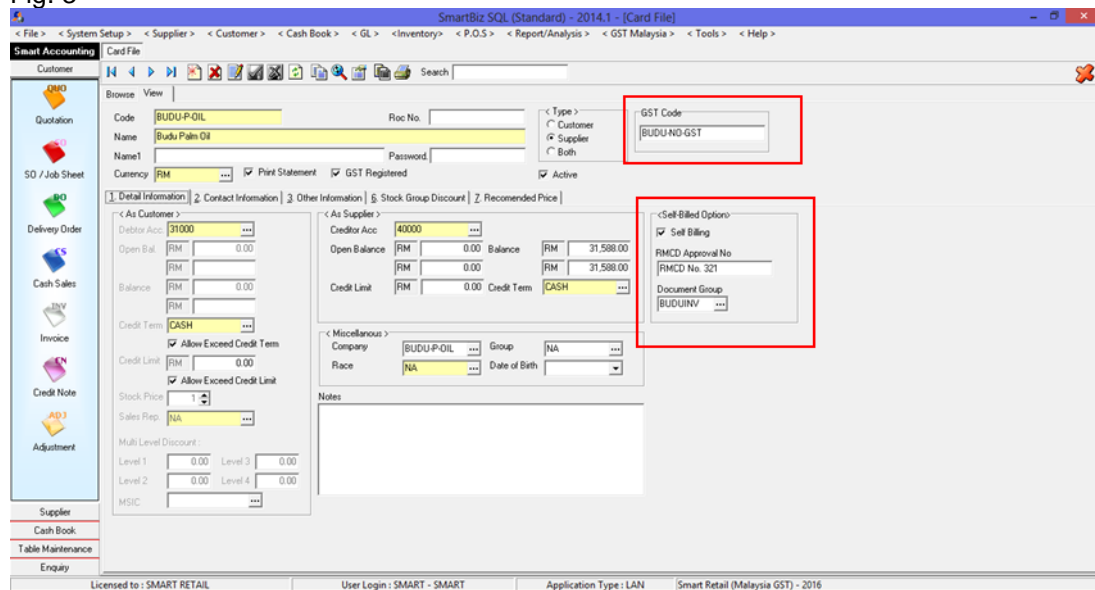 SmartBiz SQL (Standard) - 2014.1 - [Card File]
< File > < System Setup > < Supplier > < Customer > < Cash Book > < GL > <Inventory> < P.O.S > < Report/Analysis > < GST Malaysia > < Tools > < Help >
Smart Accounting Card File
Customer
Search
Browse View
QUO
Quotation
SO
SO / Job Sheet
DO
Delivery Order
CS
Cash Sales
INV
Invoice
CN
Credit Note
ADJ
Adjustment
Supplier
Cash Book
Table Maintenance
Enquiry
Code BUDU-P-OIL Roc No.
Name Budu Palm Oil
Name1 Password
Currency RM ... Print Statement GST Registered
< Type >
Customer
Supplier
Both
Active
GST Code
BUDU-NO-GST
1. Detail Information 2. Contact Information 3. Other Information 6. Stock Group Discount 7. Recomended Price
< As Customer >
Debtor Acc. 31000 ...
Open Bal. RM 0.00
RM
Balance RM 0.00
RM
Credit Term CASH ...
Allow Exceed Credit Term
Credit Limit RM 0.00
Allow Exceed Credit Limit
Stock Price 1
Sales Rep. NA ...
Multi Level Discount :
Level 1 0.00 Level 3 0.00
Level 2 0.00 Level 4 0.00
MSIC ...
< As Supplier >
Creditor Acc 40000 ...
Open Balance RM 0.00 Balance RM 31,588.00
RM 0.00 RM 31,588.00
Credit Limit RM 0.00 Credit Term CASH ...
< Miscellanous >
Company BUDU-P-OIL ... Group NA ...
Race NA ... Date of Birth
Notes
<Self-Billed Option>
Self Billing
RMCD Approval No
RMCD No. 321
Document Group
BUDUINV ...
Licensed to : SMART RETAIL User Login : SMART - SMART Application Type : LAN Smart Retail (Malaysia GST) - 2016